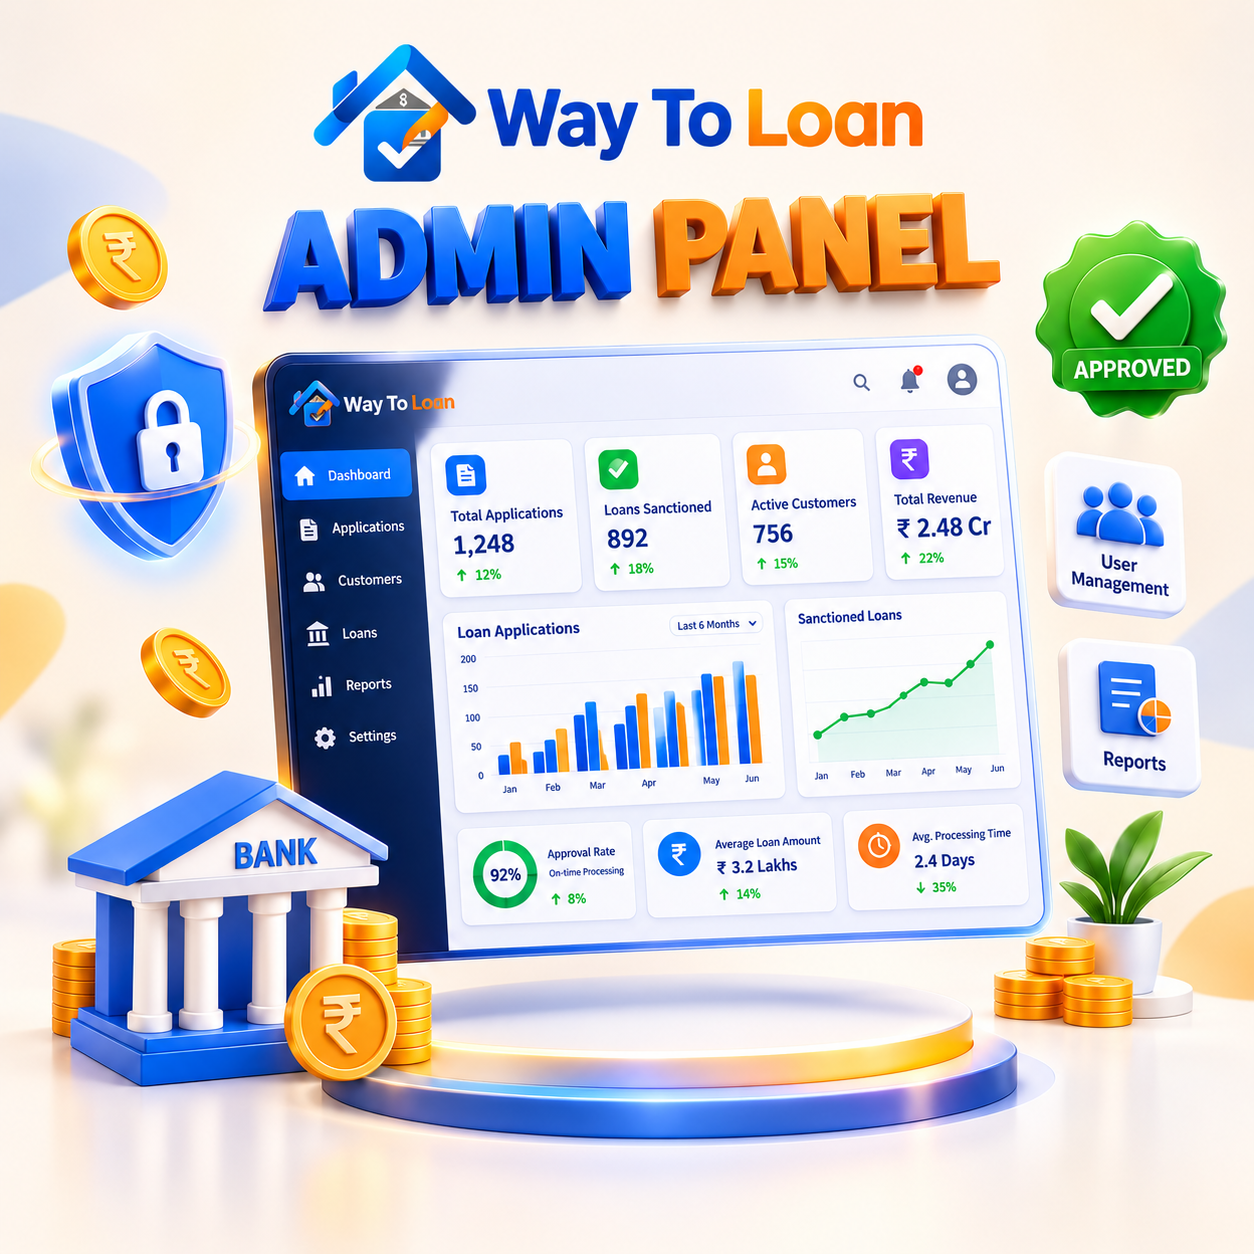 Way To Loan
ADMIN PANEL
APPROVED
Way To Loan
Dashboard
Applications
Customers
Loans
Reports
Settings
Total Applications
1,248
↑ 12%
Loans Sanctioned
892
↑ 18%
Active Customers
756
↑ 15%
₹
Total Revenue
₹ 2.48 Cr
↑ 22%
Loan Applications
Last 6 Months
200
150
100
50
0
Jan
Feb
Mar
Apr
May
Jun
Sanctioned Loans
Jan
Feb
Mar
Apr
May
Jun
92%
Approval Rate
On-time Processing
↑ 8%
₹
Average Loan Amount
₹ 3.2 Lakhs
↑ 14%
Avg. Processing Time
2.4 Days
↓ 35%
User
Management
Reports
BANK
₹
₹
₹